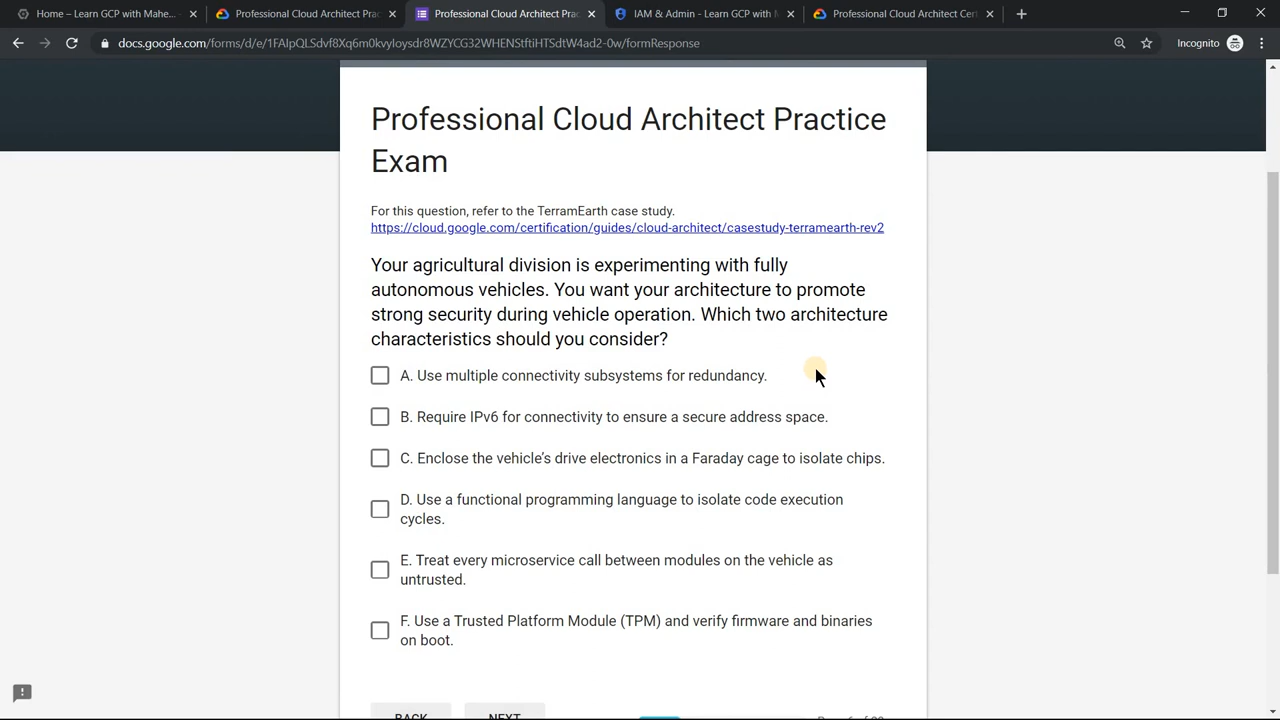 Home – Learn GCP with Mahe...
Professional Cloud Architect Prac
Professional Cloud Architect Prac
IAM & Admin - Learn GCP with M
Professional Cloud Architect Cert
docs.google.com/forms/d/e/1FAIpQLSdvf8Xq6m0kvyloysdr8WZYCG32WHENStftiHTSdtW4ad2-0w/formResponse
Incognito
Professional Cloud Architect Practice
Exam
For this question, refer to the TerramEarth case study.
https://cloud.google.com/certification/guides/cloud-architect/casestudy-terramearth-rev2
Your agricultural division is experimenting with fully
autonomous vehicles. You want your architecture to promote
strong security during vehicle operation. Which two architecture
characteristics should you consider?
A. Use multiple connectivity subsystems for redundancy.
B. Require IPv6 for connectivity to ensure a secure address space.
C. Enclose the vehicle’s drive electronics in a Faraday cage to isolate chips.
D. Use a functional programming language to isolate code execution
cycles.
E. Treat every microservice call between modules on the vehicle as
untrusted.
F. Use a Trusted Platform Module (TPM) and verify firmware and binaries
on boot.
BACK
NEXT